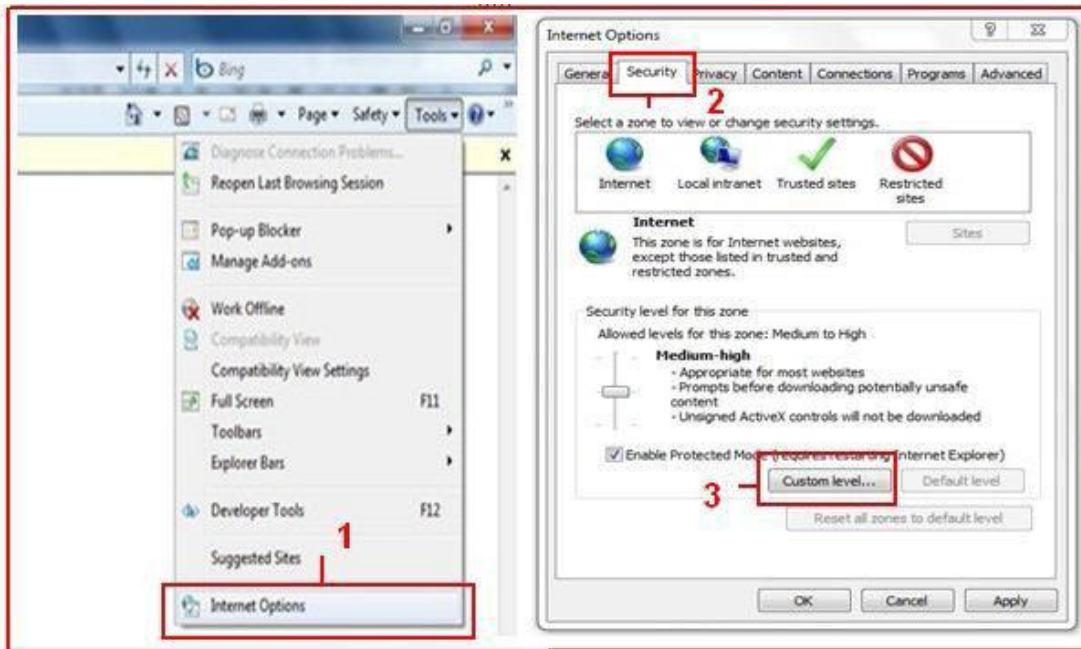 Bing
Page Safety Tools
Diagnose Connection Problems...
Reopen Last Browsing Session
Pop-up Blocker
Manage Add-ons
Work Offline
Compatibility View
Compatibility View Settings
Full Screen F11
Toolbars
Explorer Bars
Developer Tools F12
Suggested Sites
1
Internet Options
Internet Options
General Security Privacy Content Connections Programs Advanced
2
Select a zone to view or change security settings.
Internet Local intranet Trusted sites Restricted
sites
Internet
Sites
This zone is for Internet websites,
except those listed in trusted and
restricted zones.
Security level for this zone
Allowed levels for this zone: Medium to High
Medium-high
- Appropriate for most websites
- Prompts before downloading potentially unsafe
content
- Unsigned ActiveX controls will not be downloaded
Enable Protected Mode (requires restarting Internet Explorer)
3
Custom level... Default level
Reset all zones to default level
OK Cancel Apply